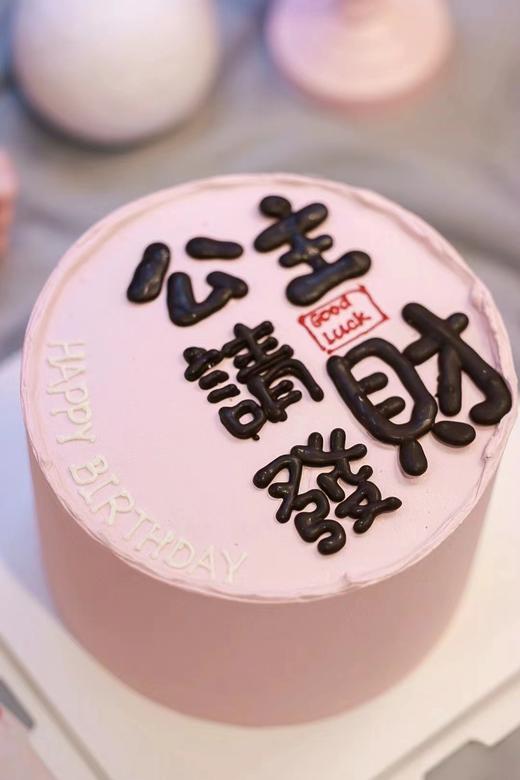 公主
請
發財
GOOD
LUCK
HAPPY BIRTHDAY